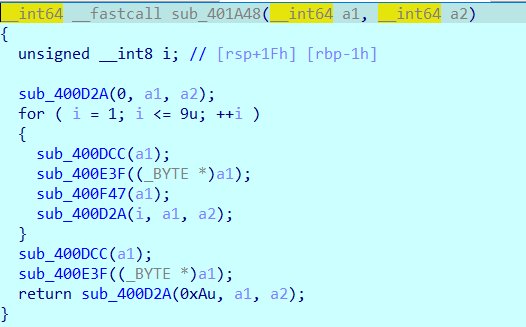 __int64 __fastcall sub_401A48(__int64 a1, __int64 a2)
{
  unsigned __int8 i; // [rsp+1Fh] [rbp-1h]

  sub_400D2A(0, a1, a2);
  for ( i = 1; i <= 9u; ++i )
  {
    sub_400DCC(a1);
    sub_400E3F((_BYTE *)a1);
    sub_400F47(a1);
    sub_400D2A(i, a1, a2);
  }
  sub_400DCC(a1);
  sub_400E3F((_BYTE *)a1);
  return sub_400D2A(0xAu, a1, a2);
}